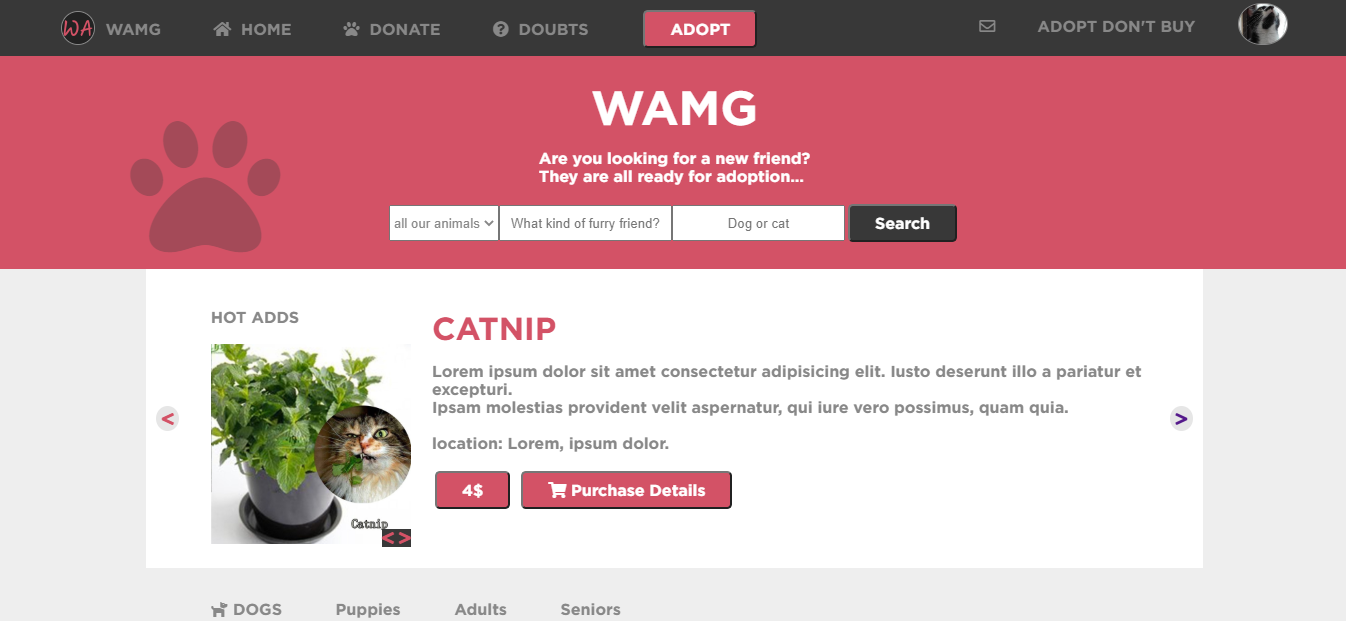 WA WAMG HOME DONATE DOUBTS ADOPT ADOPT DON'T BUY
WAMG
Are you looking for a new friend?
They are all ready for adoption...
all our animals What kind of furry friend? Dog or cat Search
HOT ADDS
CATNIP
Lorem ipsum dolor sit amet consectetur adipisicing elit. Iusto deserunt illo a pariatur et
excepturi.
Ipsam molestias provident velit aspernatur, qui iure vero possimus, quam quia.
< >
location: Lorem, ipsum dolor.
4$ Purchase Details
Catnip
< >
DOGS Puppies Adults Seniors